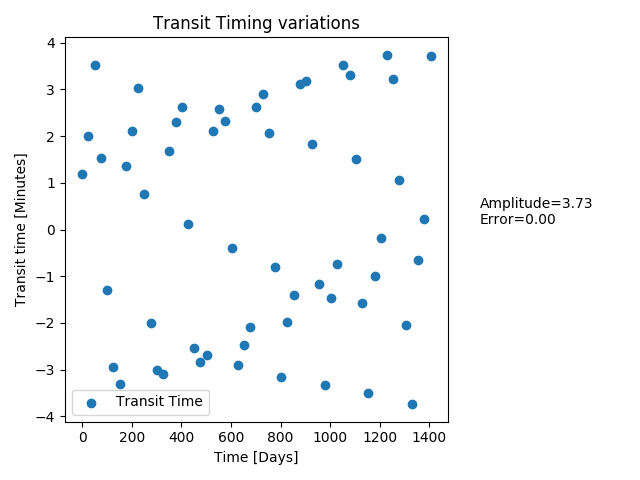 Transit Timing variations
Transit time [Minutes]
4
3
2
1
0
−1
−2
−3
−4
Transit Time
0 200 400 600 800 1000 1200 1400
Time [Days]
Amplitude=3.73
Error=0.00